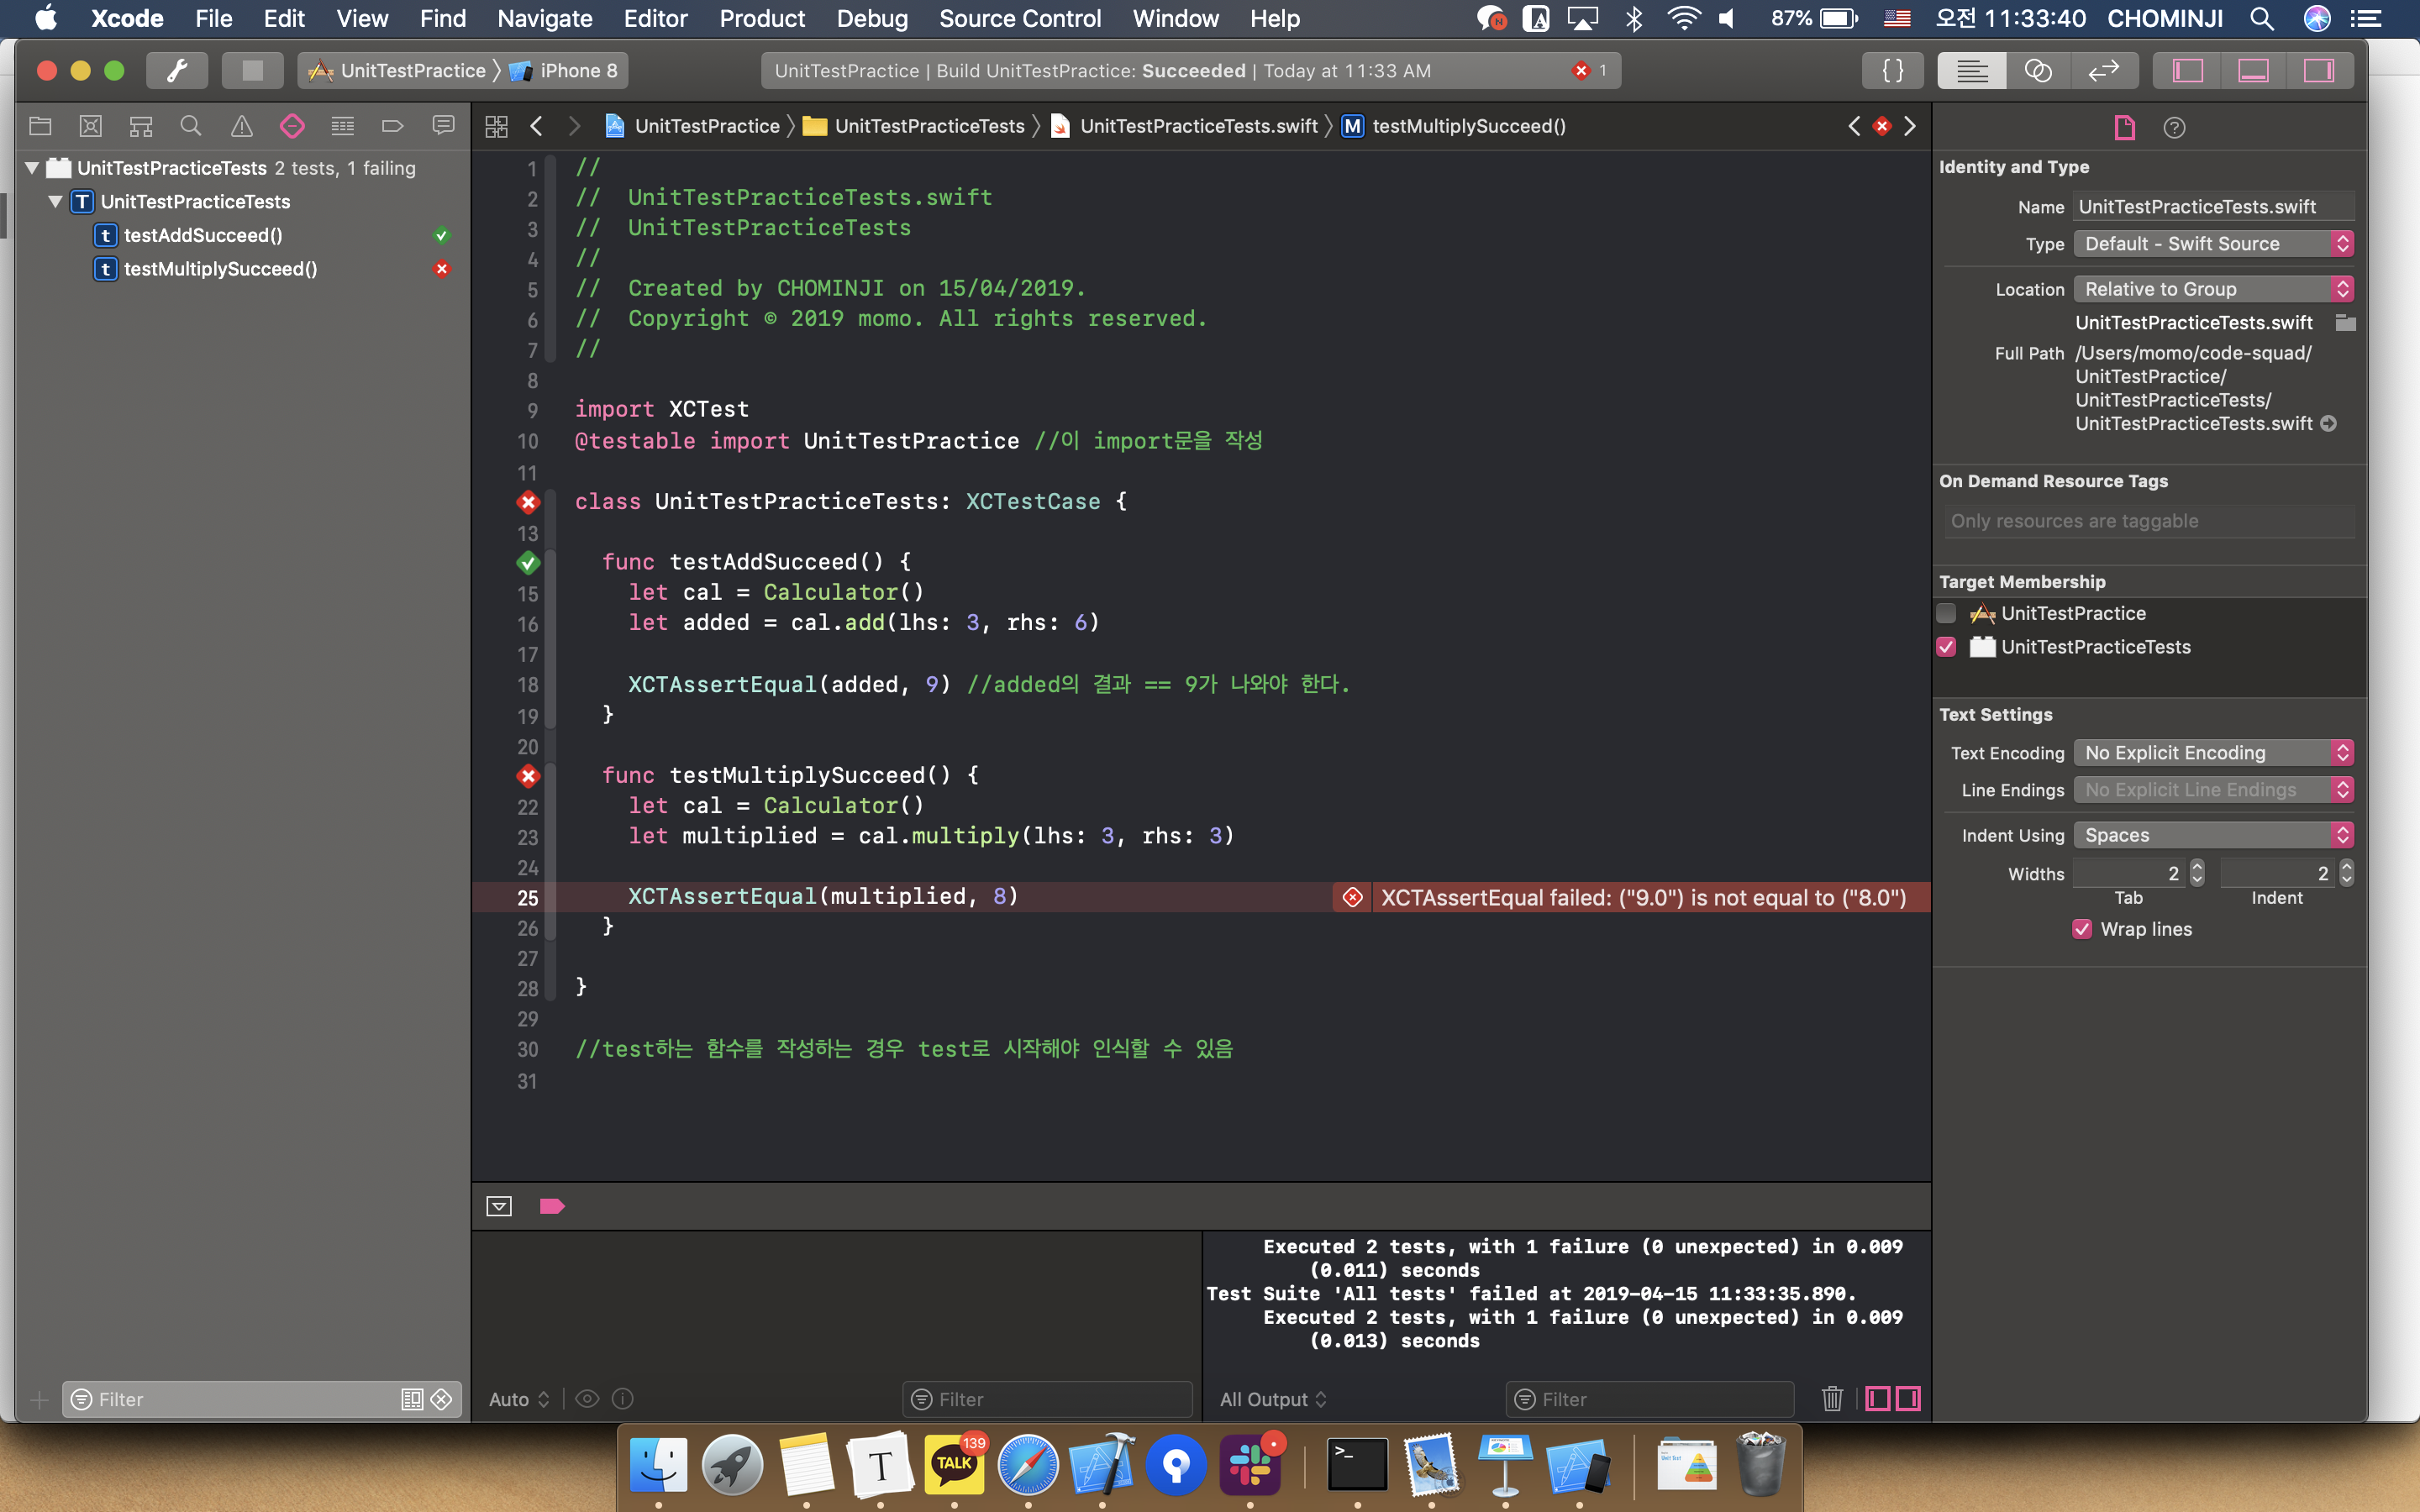 Xcode File Edit View Find Navigate Editor Product Debug Source Control Window Help 87% 오전 11:33:40 CHOMINJI
UnitTestPractice iPhone 8
UnitTestPractice | Build UnitTestPractice: Succeeded | Today at 11:33 AM 1
UnitTestPracticeTests 2 tests, 1 failing
UnitTestPracticeTests
testAddSucceed()
testMultiplySucceed()
Filter
UnitTestPractice UnitTestPracticeTests UnitTestPracticeTests.swift M testMultiplySucceed()
1 //
2 // UnitTestPracticeTests.swift
3 // UnitTestPracticeTests
4 //
5 // Created by CHOMINJI on 15/04/2019.
6 // Copyright © 2019 momo. All rights reserved.
7 //
8
9 import XCTest
10 @testable import UnitTestPractice //이 import문을 작성
11
class UnitTestPracticeTests: XCTestCase {
13
func testAddSucceed() {
15 let cal = Calculator()
16 let added = cal.add(lhs: 3, rhs: 6)
17
18 XCTAssertEqual(added, 9) //added의 결과 == 9가 나와야 한다.
19 }
20
func testMultiplySucceed() {
22 let cal = Calculator()
23 let multiplied = cal.multiply(lhs: 3, rhs: 3)
24
25 XCTAssertEqual(multiplied, 8) XCTAssertEqual failed: ("9.0") is not equal to ("8.0")
26 }
27
28 }
29
30 //test하는 함수를 작성하는 경우 test로 시작해야 인식할 수 있음
31
Auto Filter
Executed 2 tests, with 1 failure (0 unexpected) in 0.009
(0.011) seconds
Test Suite 'All tests' failed at 2019-04-15 11:33:35.890.
Executed 2 tests, with 1 failure (0 unexpected) in 0.009
(0.013) seconds
All Output Filter
Identity and Type
Name UnitTestPracticeTests.swift
Type Default - Swift Source
Location Relative to Group
UnitTestPracticeTests.swift
Full Path /Users/momo/code-squad/
UnitTestPractice/
UnitTestPracticeTests/
UnitTestPracticeTests.swift
On Demand Resource Tags
Only resources are taggable
Target Membership
UnitTestPractice
UnitTestPracticeTests
Text Settings
Text Encoding No Explicit Encoding
Line Endings No Explicit Line Endings
Indent Using Spaces
Widths 2 2
Tab Indent
Wrap lines
T
TALK
139
>_